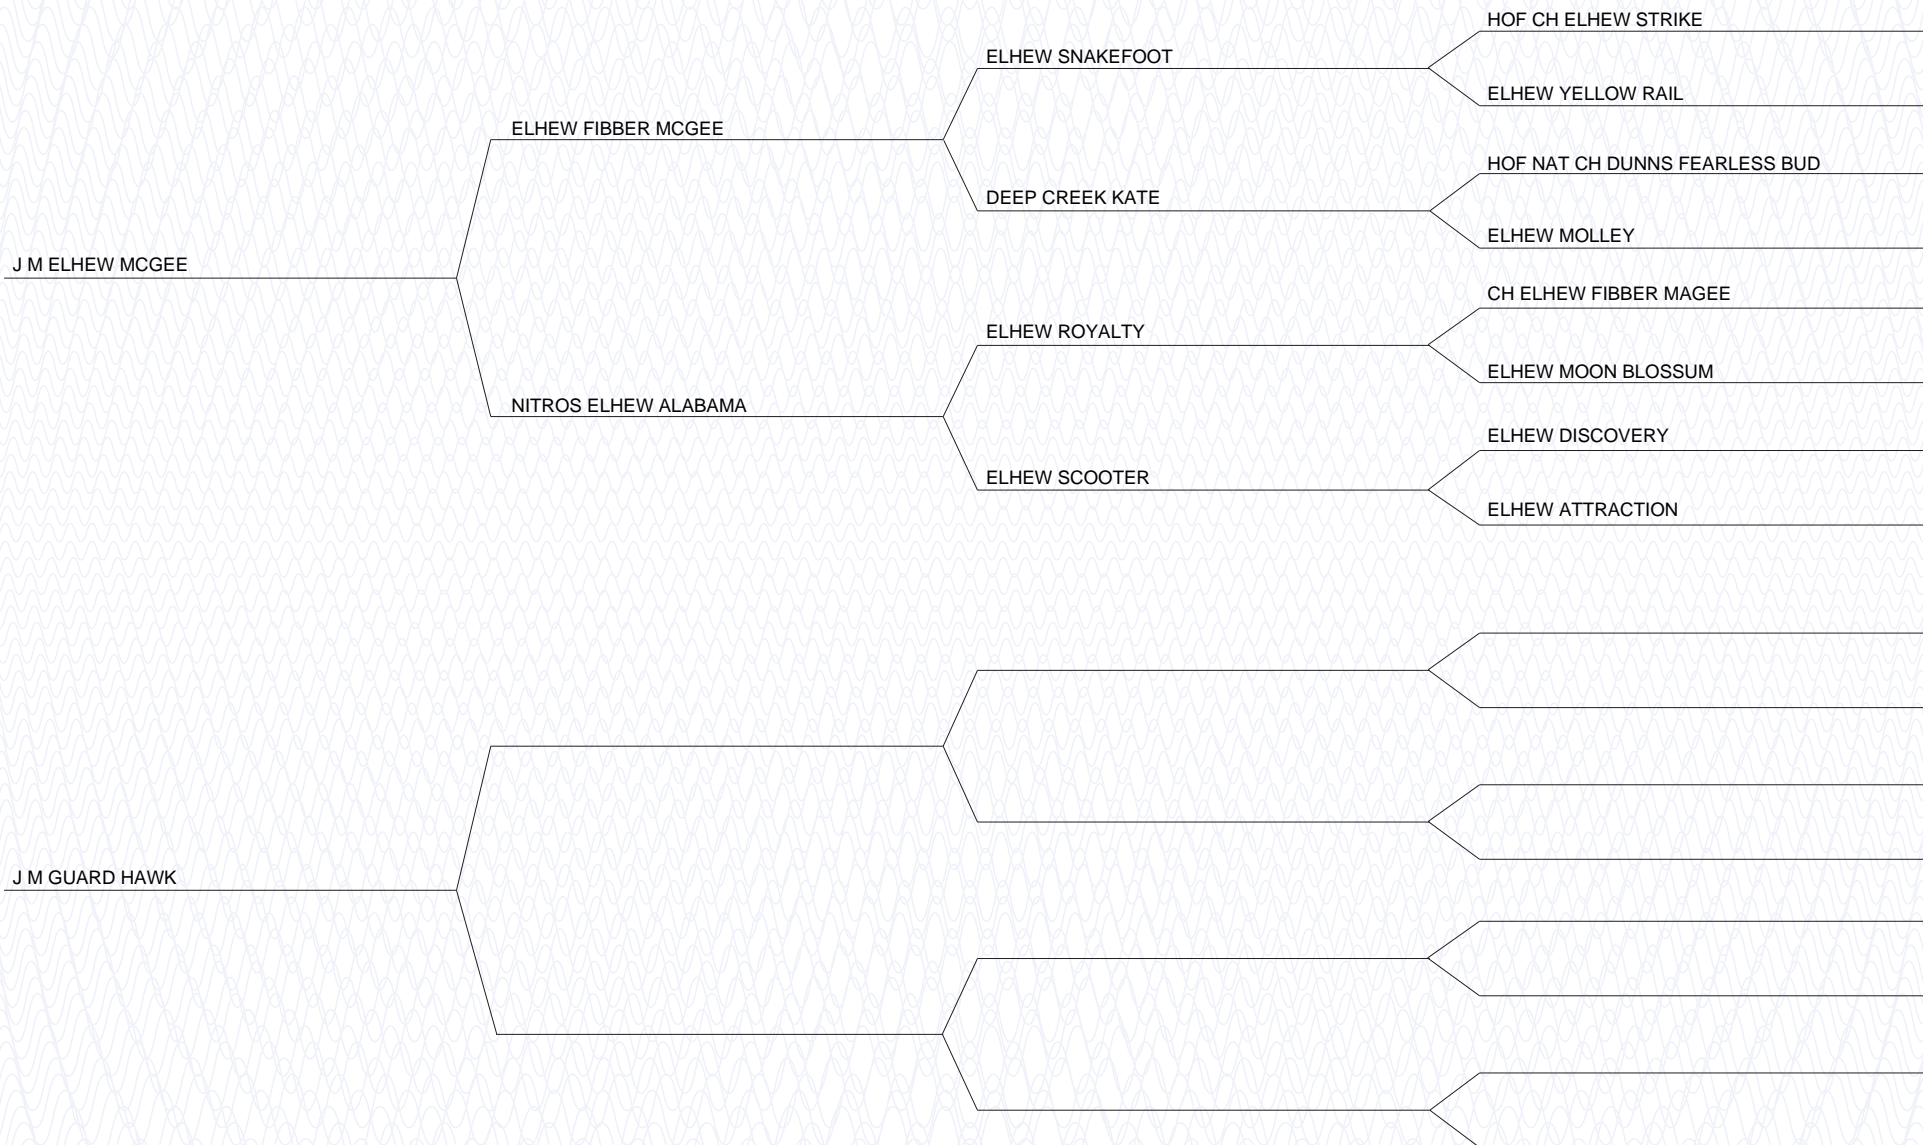 HOF CH ELHEW STRIKE
ELHEW SNAKEFOOT
ELHEW YELLOW RAIL
ELHEW FIBBER MCGEE
HOF NAT CH DUNNS FEARLESS BUD
DEEP CREEK KATE
ELHEW MOLLEY
J M ELHEW MCGEE
CH ELHEW FIBBER MAGEE
ELHEW ROYALTY
ELHEW MOON BLOSSUM
NITROS ELHEW ALABAMA
ELHEW DISCOVERY
ELHEW SCOOTER
ELHEW ATTRACTION
J M GUARD HAWK